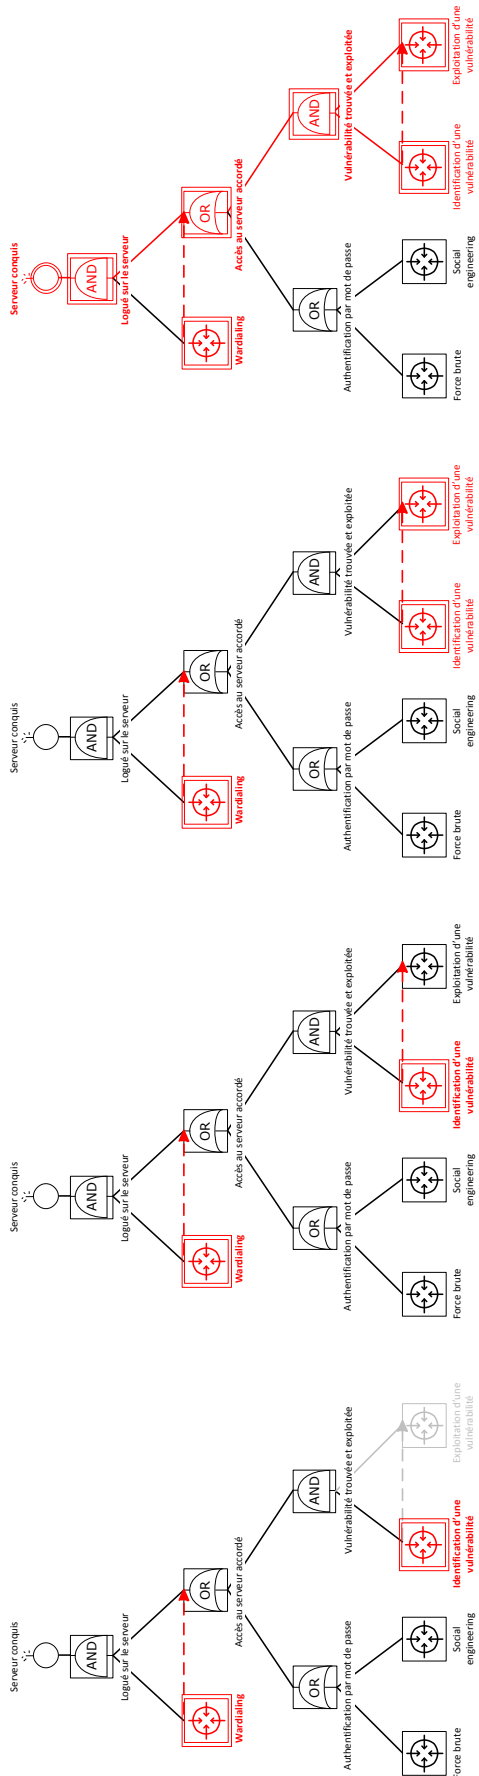 Serveur conquis
AND
Logué sur le serveur
Wardialing
OR
Accès au serveur accordé
OR
Authentification par mot de passe
AND
Vulnérabilité trouvée et exploitée
Force brute
Social
engineering
Identification d'une
vulnérabilité
Exploitation d'une
vulnérabilité
Serveur conquis
AND
Logué sur le serveur
Wardialing
OR
Accès au serveur accordé
OR
Authentification par mot de passe
AND
Vulnérabilité trouvée et exploitée
Force brute
Social
engineering
Identification d'une
vulnérabilité
Exploitation d'une
vulnérabilité
Serveur conquis
AND
Logué sur le serveur
Wardialing
OR
Accès au serveur accordé
OR
Authentification par mot de passe
AND
Vulnérabilité trouvée et exploitée
Force brute
Social
engineering
Identification d'une
vulnérabilité
Exploitation d'une
vulnérabilité
Serveur conquis
AND
Logué sur le serveur
Wardialing
OR
Accès au serveur accordé
OR
Authentification par mot de passe
AND
Vulnérabilité trouvée et exploitée
Force brute
Social
engineering
Identification d'une
vulnérabilité
Exploitation d'une
vulnérabilité